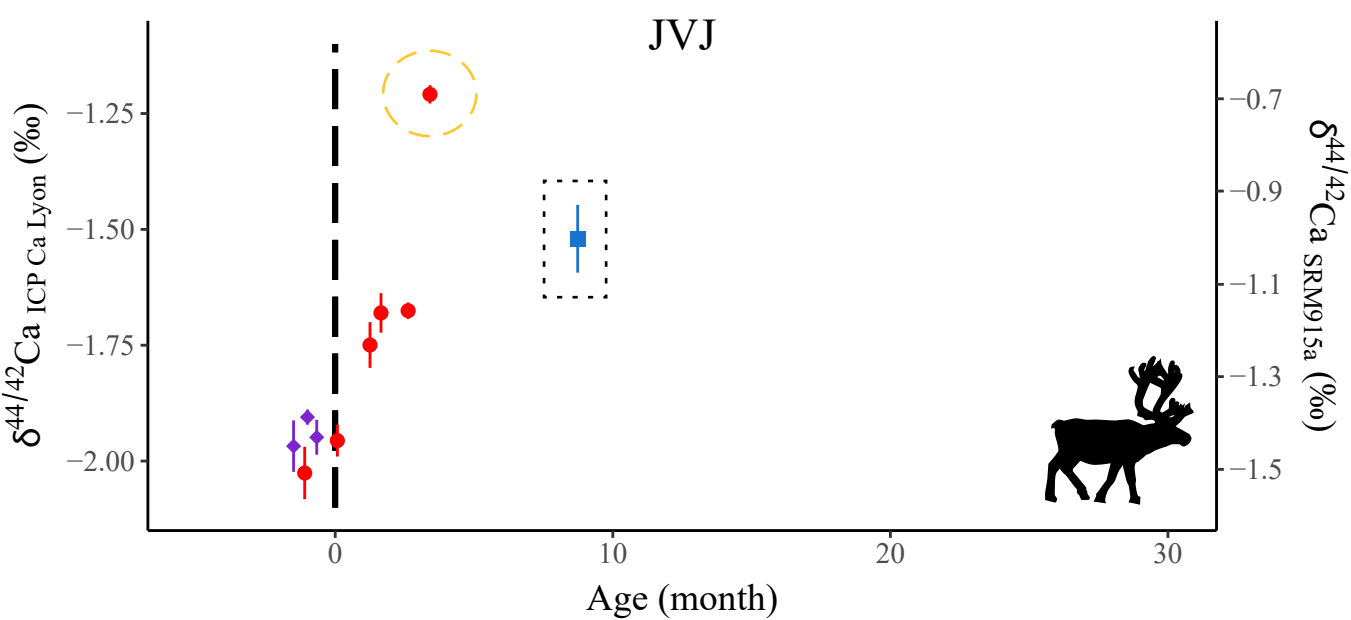 JVJ
δ44/42Ca ICP Ca Lyon (‰)
−1.25
−1.50
−1.75
−2.00
−0.7
−0.9
−1.1
−1.3
−1.5
δ44/42Ca SRM915a (‰)
0 10 20 30
Age (month)